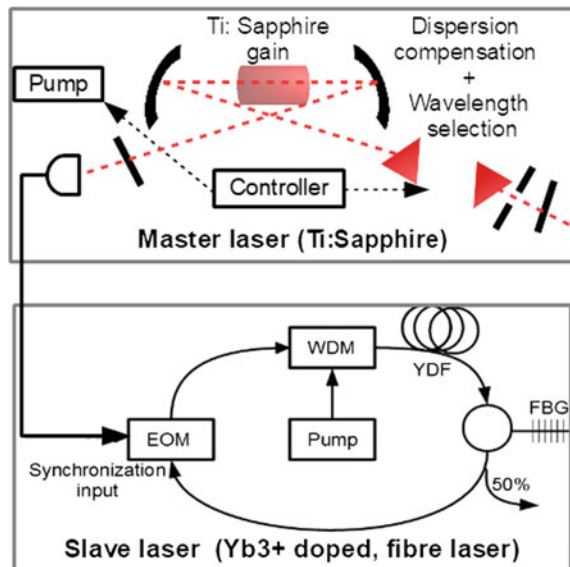 Ti: Sapphire
gain
Dispersion
compensation
+
Wavelength
selection
Pump
Controller
Master laser (Ti:Sapphire)
WDM
YDF
FBG
EOM
Pump
Synchronization
input
50%
Slave laser (Yb3+ doped, fibre laser)